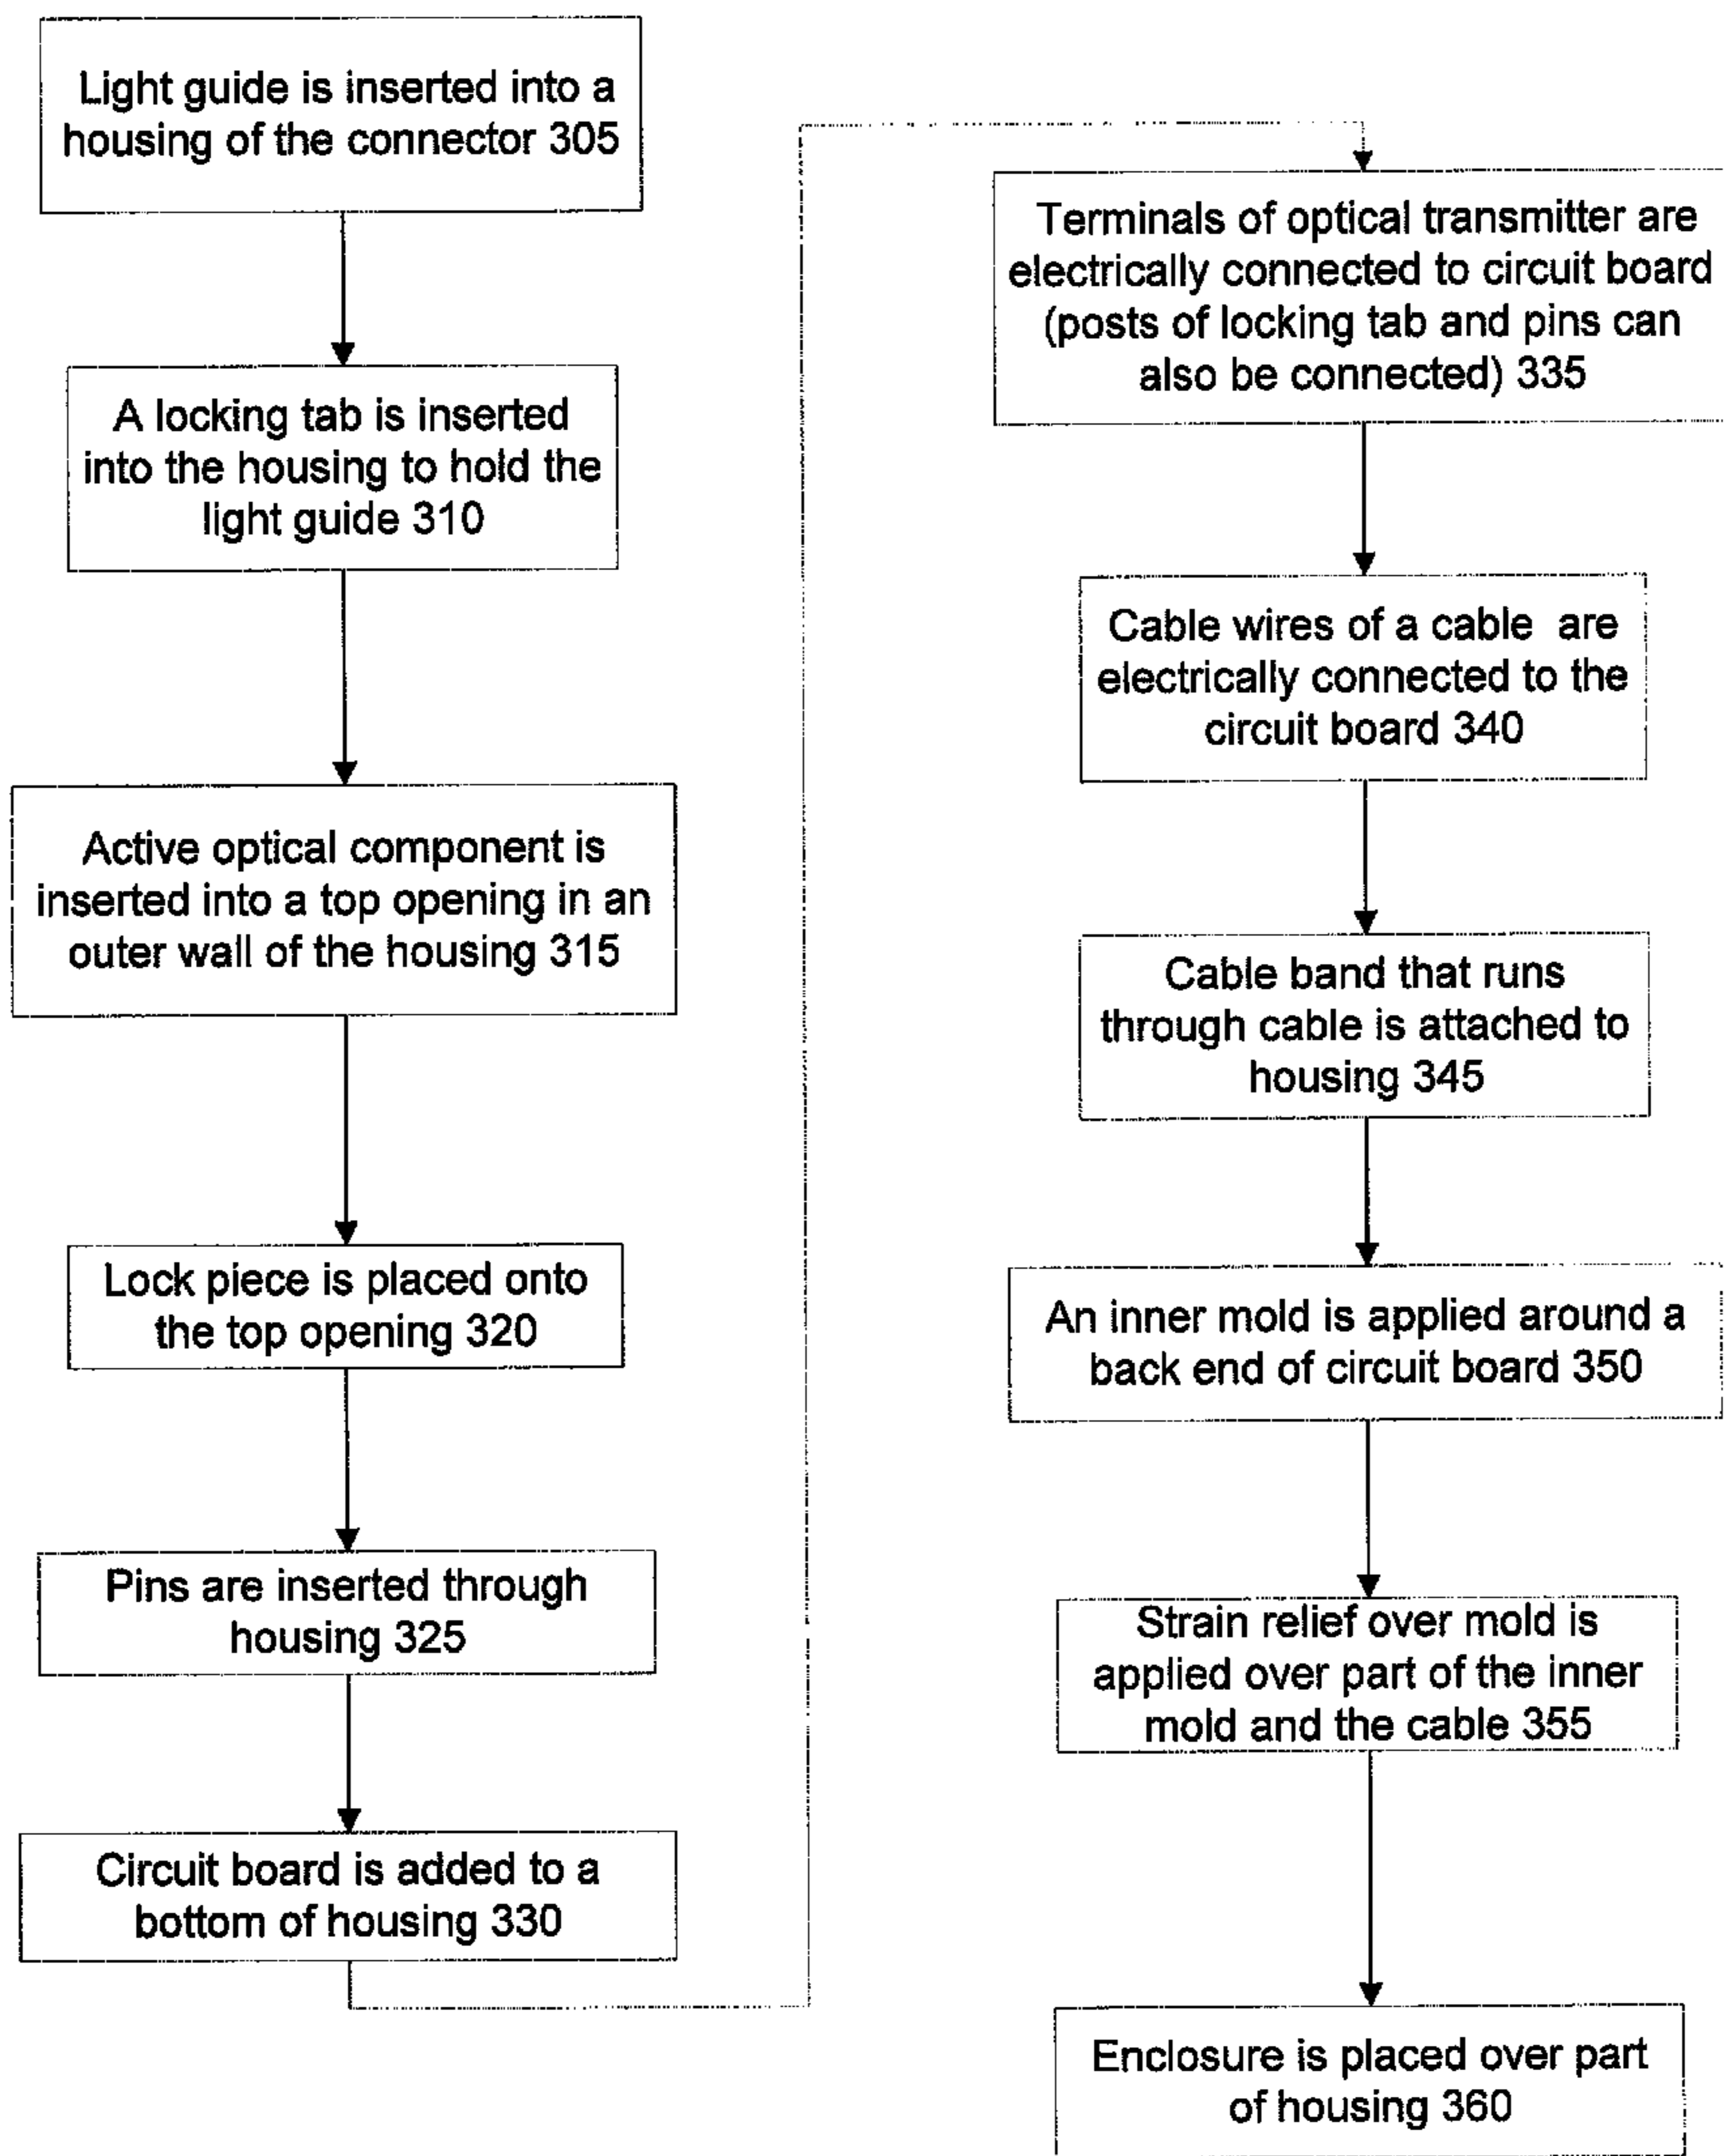 Light guide is inserted into a
housing of the connector 305
A locking tab is inserted
into the housing to hold the
light guide 310
Active optical component is
inserted into a top opening in an
outer wall of the housing 315
Lock piece is placed onto
the top opening 320
Pins are inserted through
housing 325
Circuit board is added to a
bottom of housing 330
Terminals of optical transmitter are
electrically connected to circuit board
(posts of locking tab and pins can
also be connected) 335
Cable wires of a cable are
electrically connected to the
circuit board 340
Cable band that runs
through cable is attached to
housing 345
An inner mold is applied around a
back end of circuit board 350
Strain relief over mold is
applied over part of the inner
mold and the cable 355
Enclosure is placed over part
of housing 360